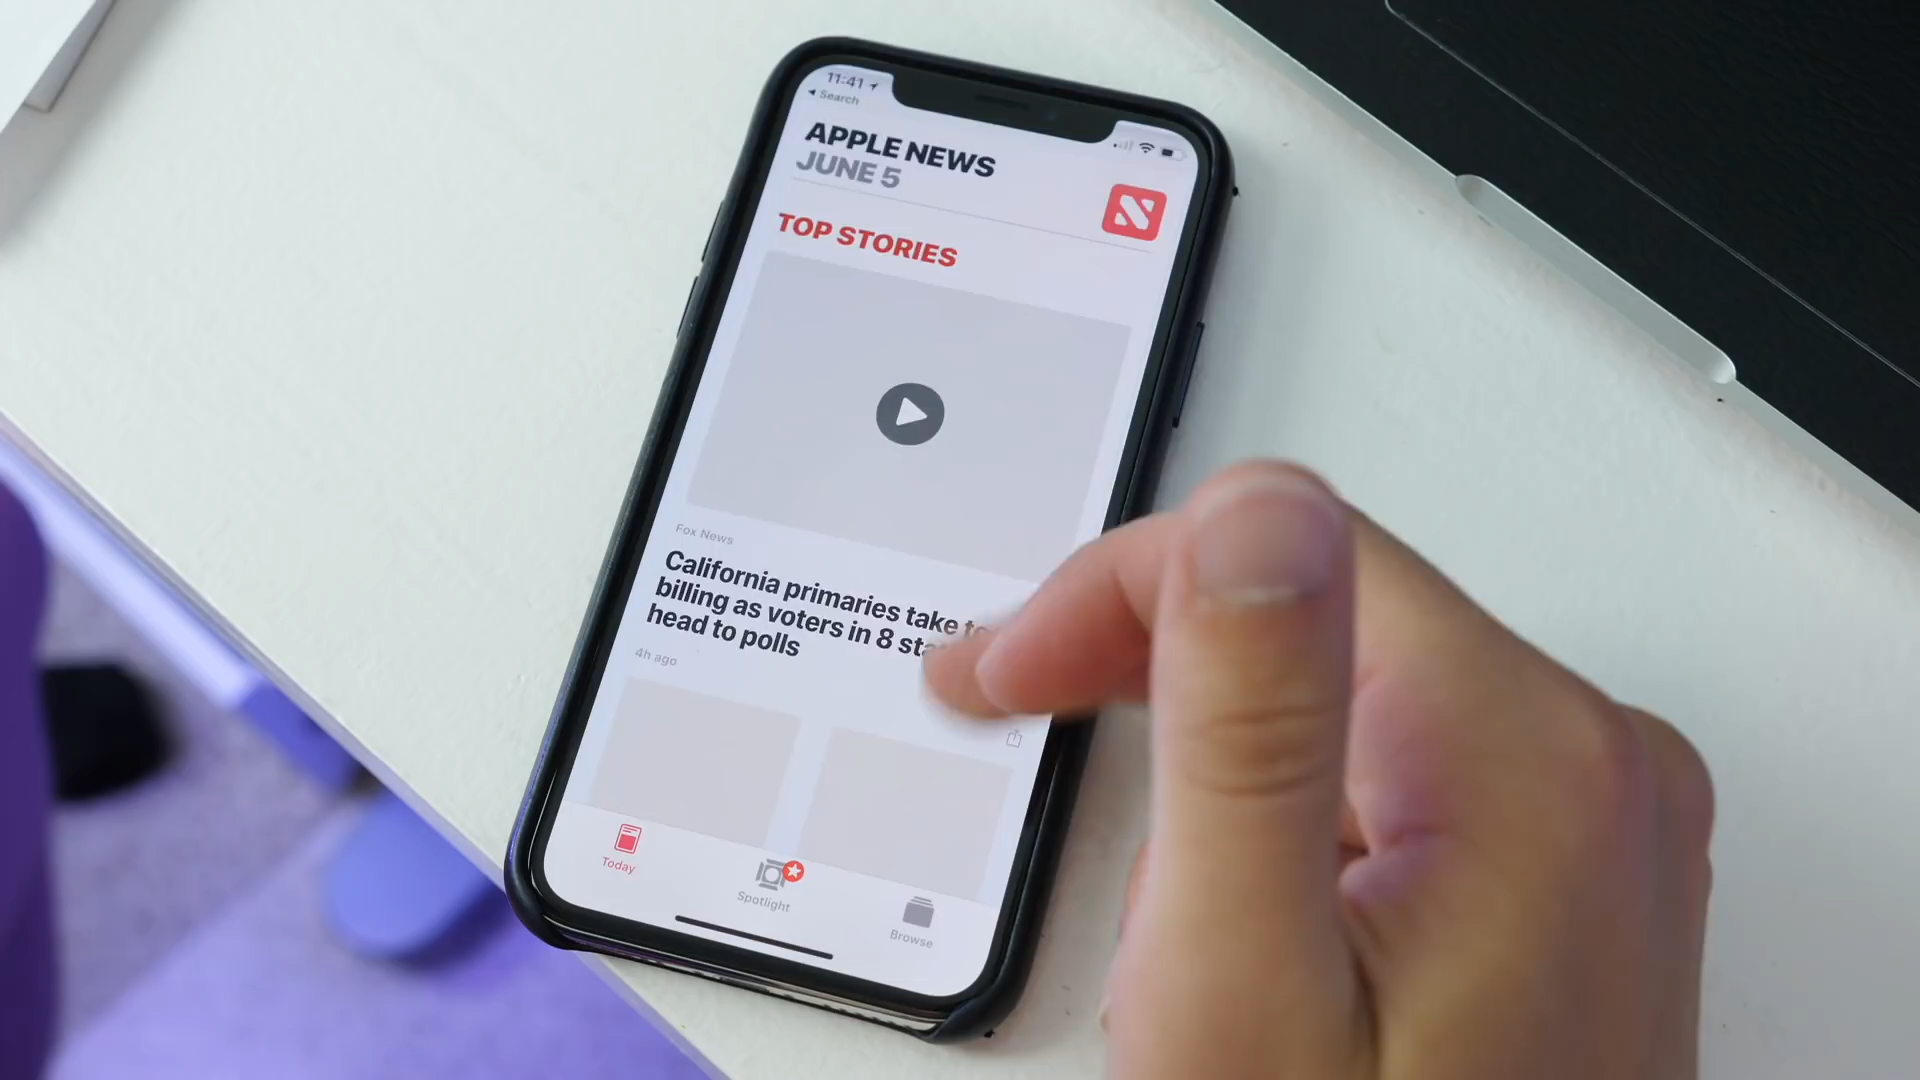 11:41
Search
APPLE NEWS
JUNE 5
TOP STORIES
Fox News
California primaries take
billing as voters in 8
head to polls
4h ago
Today
Spotlight
Browse